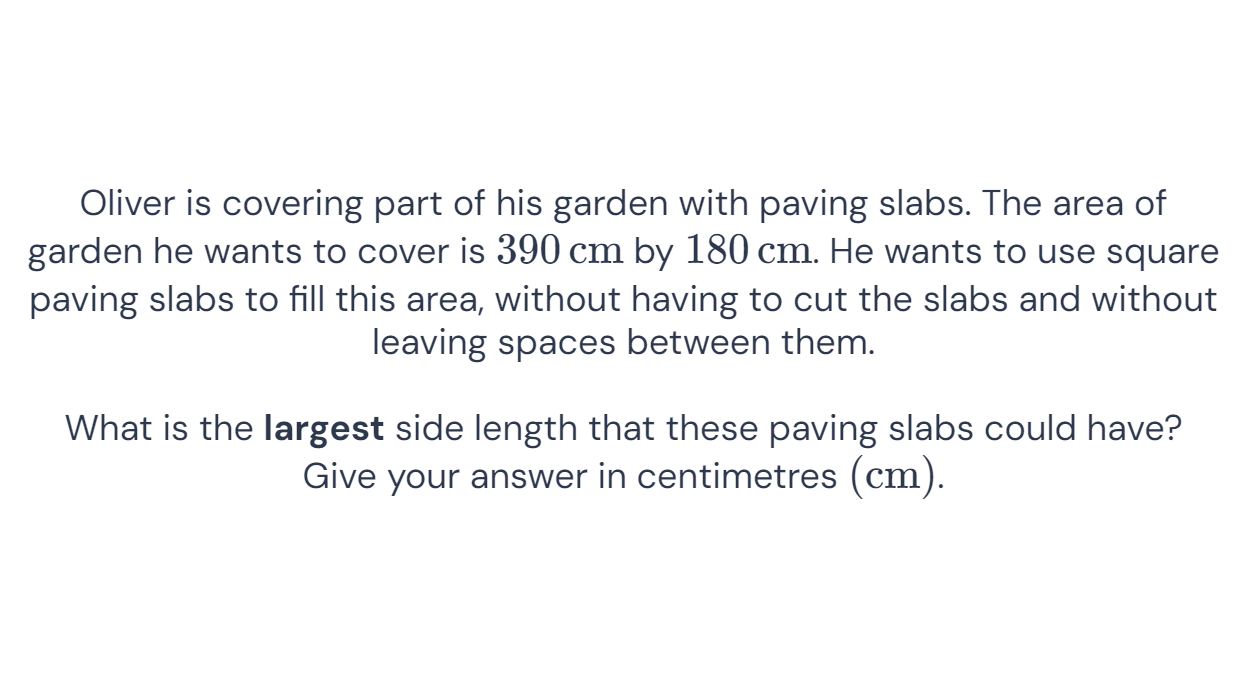 Oliver is covering part of his garden with paving slabs. The area of
garden he wants to cover is 390 cm by 180 cm. He wants to use square
paving slabs to fill this area, without having to cut the slabs and without
leaving spaces between them.
What is the largest side length that these paving slabs could have?
Give your answer in centimetres (cm).